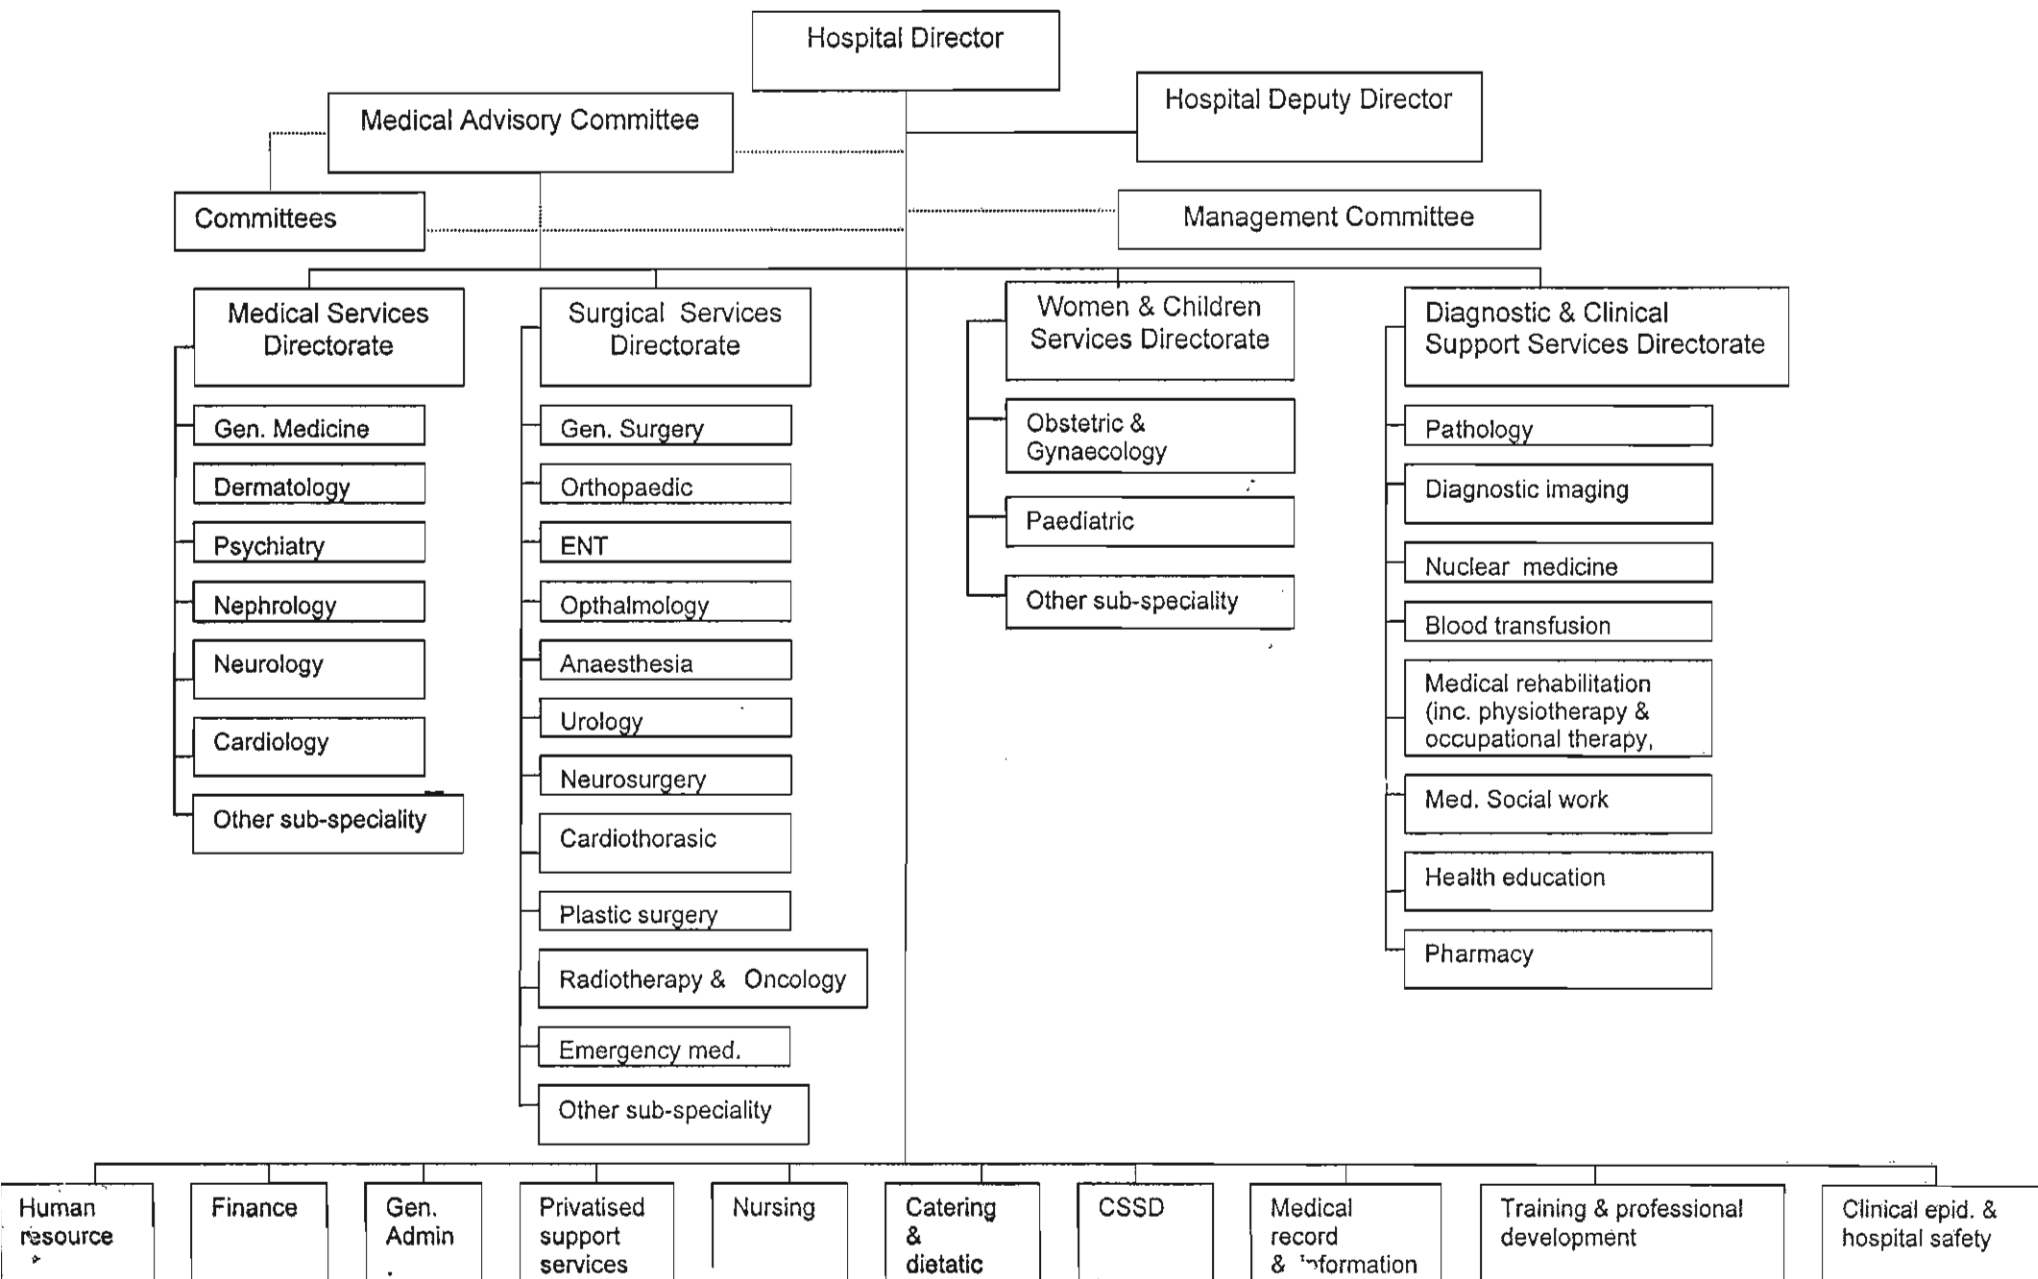 Hospital Director
Hospital Deputy Director
Medical Advisory Committee
Committees
Management Committee
Medical Services
Directorate
Gen. Medicine
Dermatology
Psychiatry
Nephrology
Neurology
Cardiology
Other sub-speciality
Surgical Services
Directorate
Gen. Surgery
Orthopaedic
ENT
Opthalmology
Anaesthesia
Urology
Neurosurgery
Cardiothorasic
Plastic surgery
Radiotherapy & Oncology
Emergency med.
Other sub-speciality
Women & Children
Services Directorate
Obstetric &
Gynaecology
Paediatric
Other sub-speciality
Diagnostic & Clinical
Support Services Directorate
Pathology
Diagnostic imaging
Nuclear medicine
Blood transfusion
Medical rehabilitation
(inc. physiotherapy &
occupational therapy,
Med. Social work
Health education
Pharmacy
Human
resource
Finance
Gen.
Admin
Privatised
support
services
Nursing
Catering
&
dietatic
CSSD
Medical
record
& information
Training & professional
development
Clinical epid. &
hospital safety